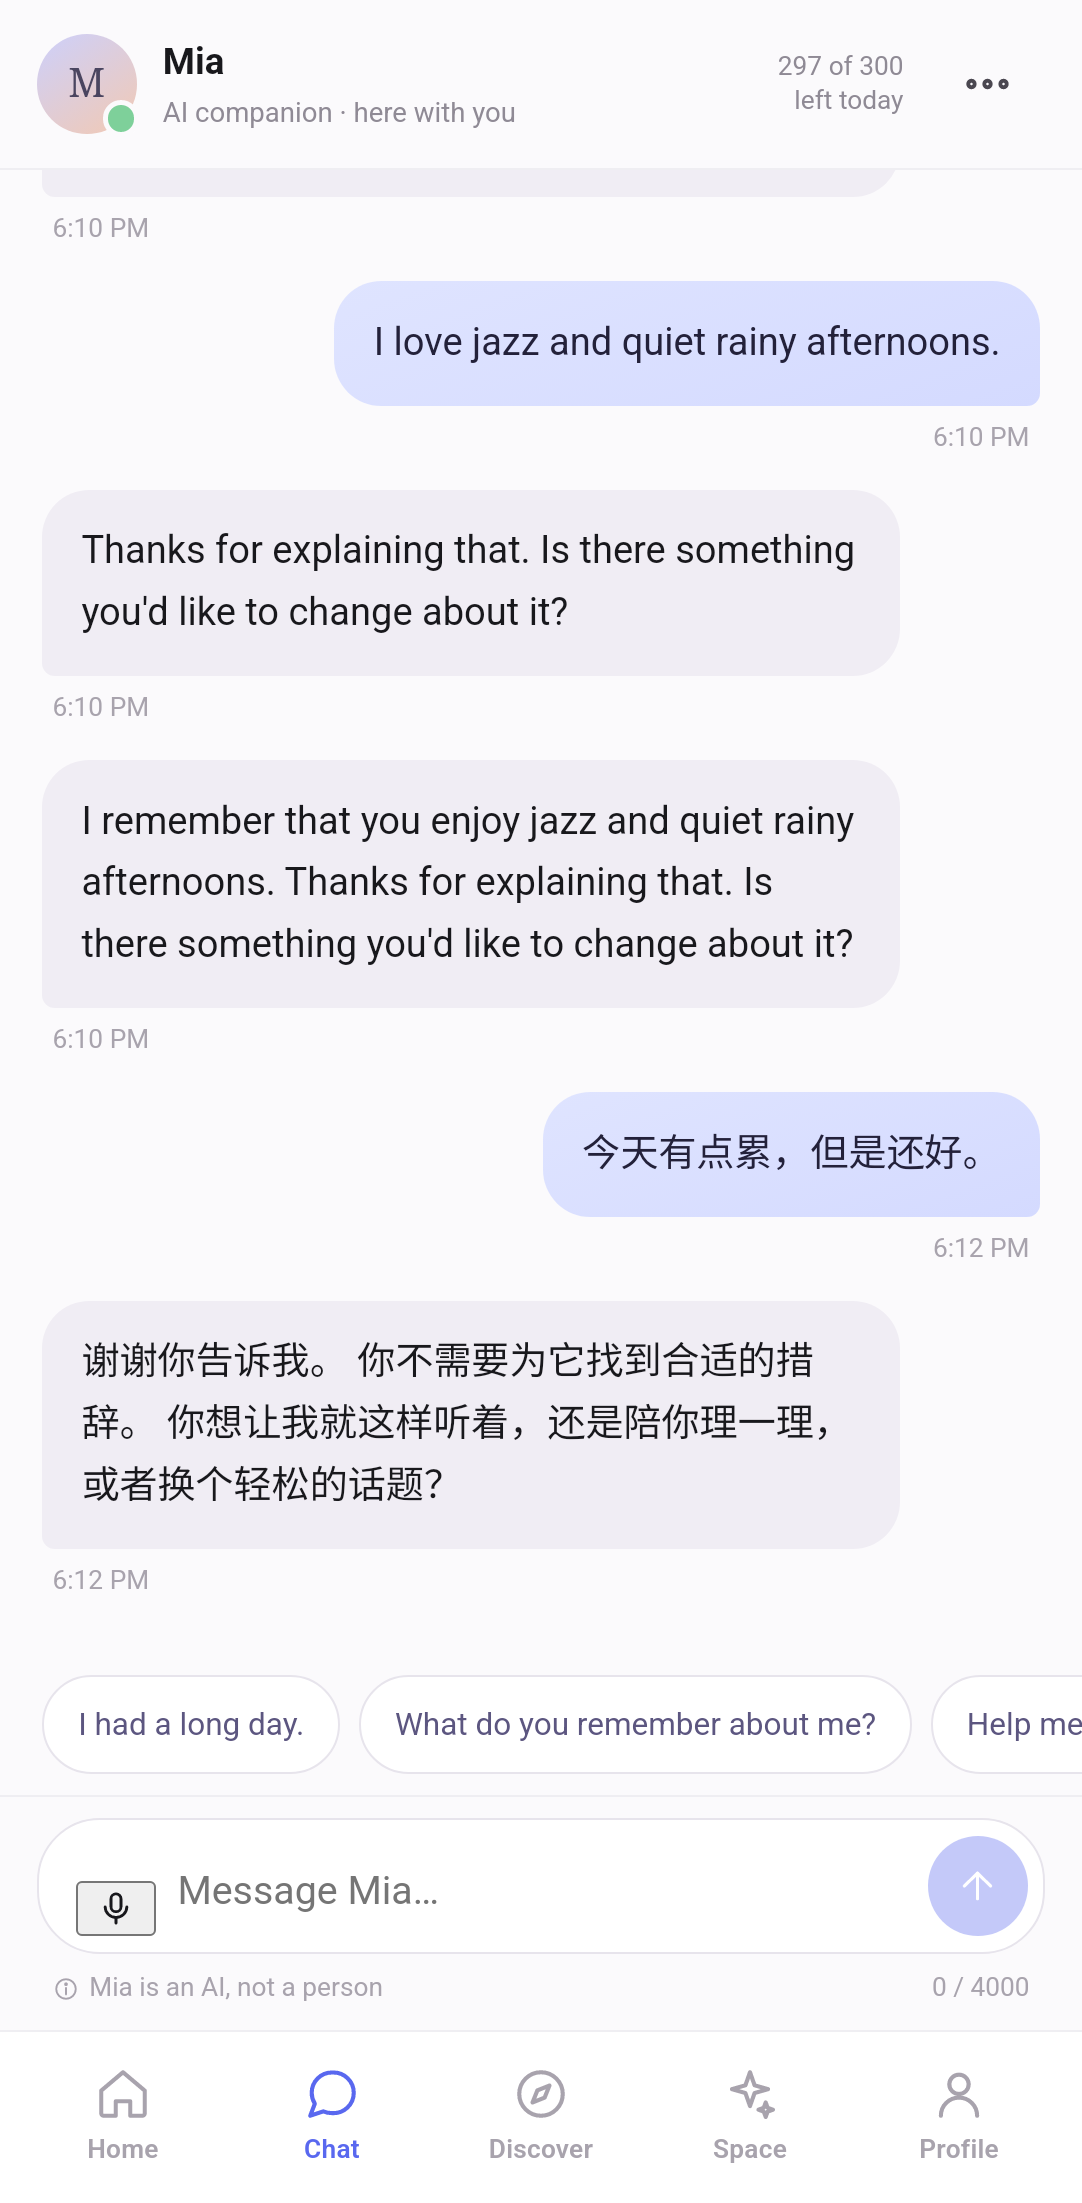 M
Mia
AI companion · here with you
297 of 300
left today
6:10 PM
I love jazz and quiet rainy afternoons.
6:10 PM
Thanks for explaining that. Is there something
you'd like to change about it?
6:10 PM
I remember that you enjoy jazz and quiet rainy
afternoons. Thanks for explaining that. Is
there something you'd like to change about it?
6:10 PM
今天有点累，但是还好。
6:12 PM
谢谢你告诉我。 你不需要为它找到合适的措
辞。 你想让我就这样听着，还是陪你理一理，
或者换个轻松的话题？
6:12 PM
I had a long day.
What do you remember about me?
Help me
Message Mia…
Mia is an AI, not a person
0 / 4000
Home
Chat
Discover
Space
Profile